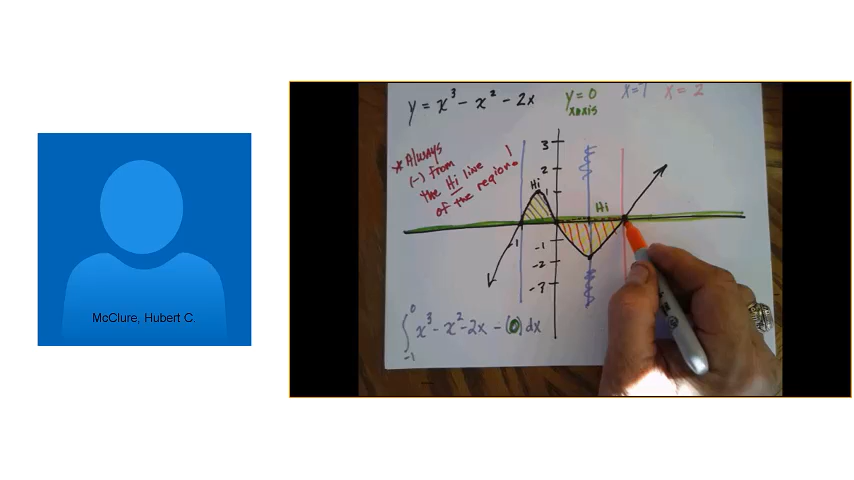 McClure, Hubert C.
y = x³ - x² - 2x
y = 0
x axis
x = 2
* Always
(-) from
the Hi line
of the region!
Hi
Hi
3
2
1
-1
-1
-2
-3
∫₋₁⁰ x³ - x² - 2x - (0) dx